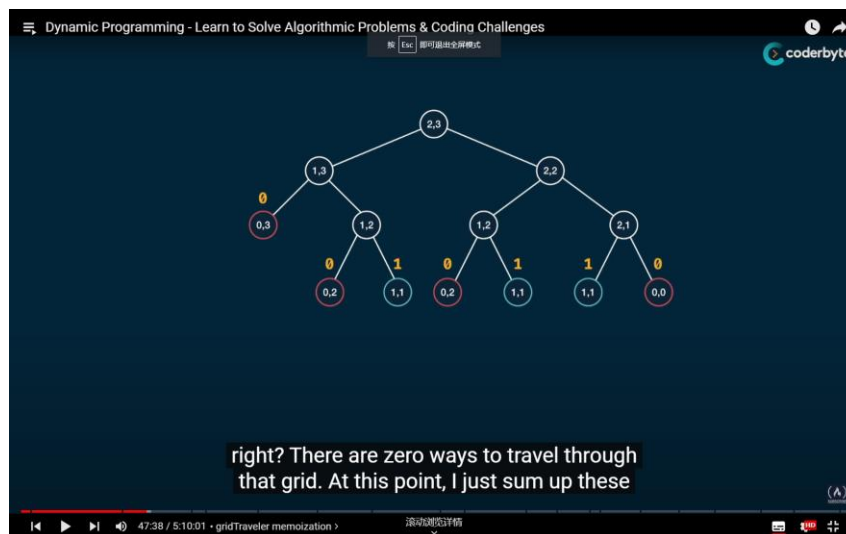 Dynamic Programming - Learn to Solve Algorithmic Problems & Coding Challenges
按 Esc 即可退出全屏模式
coderbyte
2,3
1,3 2,2
0
0,3 1,2 1,2 2,1
0 1 0 1 1 0
0,2 1,1 0,2 1,1 1,1 0,0
right? There are zero ways to travel through
that grid. At this point, I just sum up these
47:38 / 5:10:01 • gridTraveler memoization >
滚动浏览详情
HD